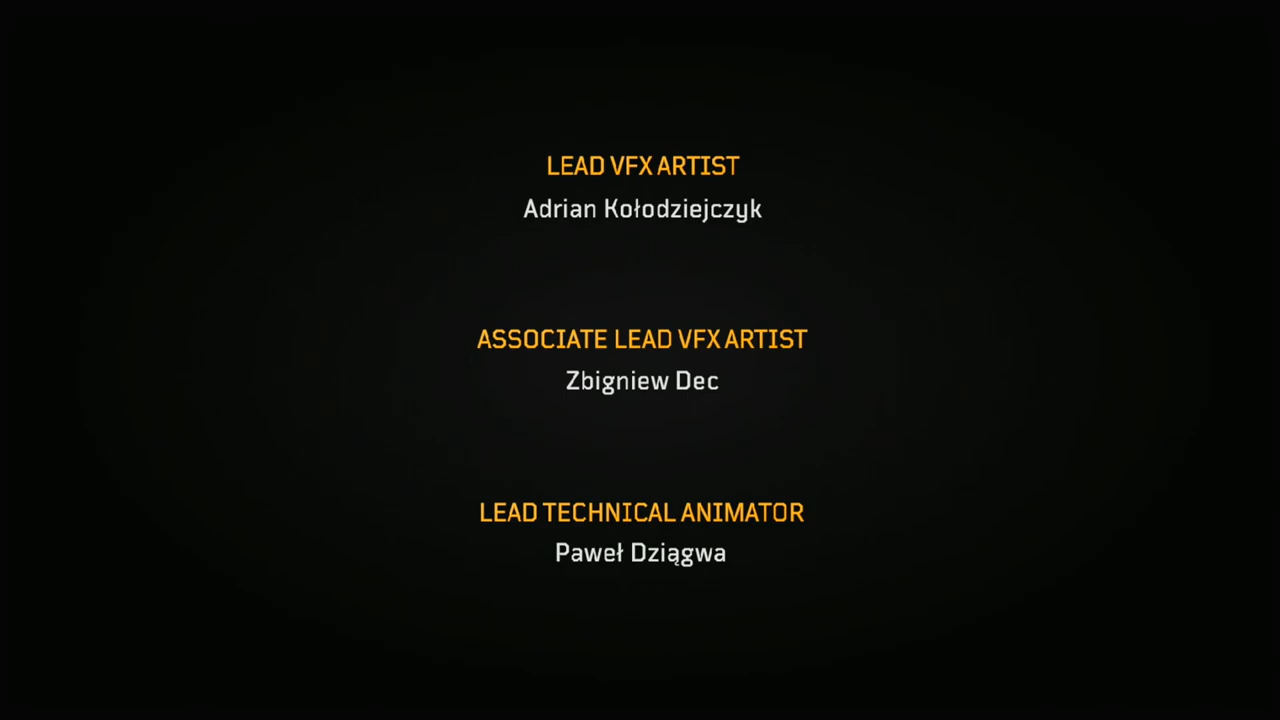 LEAD VFX ARTIST
Adrian Kołodziejczyk
ASSOCIATE LEAD VFX ARTIST
Zbigniew Dec
LEAD TECHNICAL ANIMATOR
Paweł Dziągwa